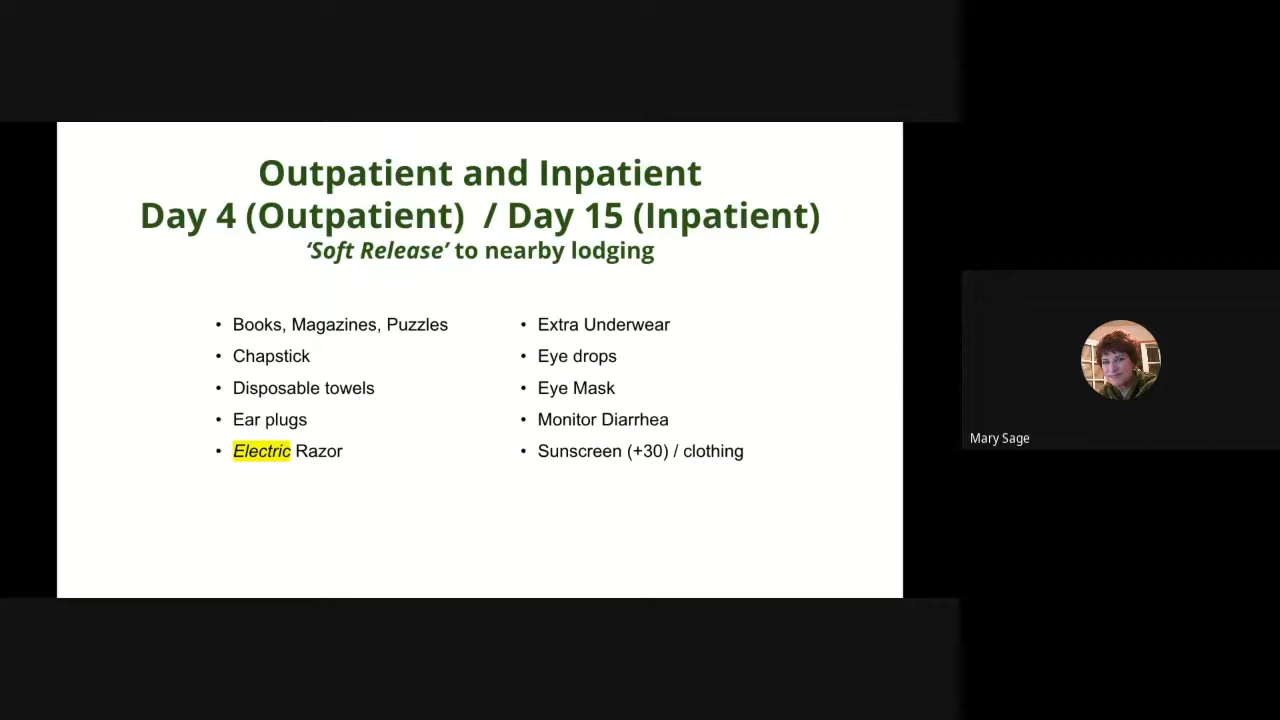 Outpatient and Inpatient
Day 4 (Outpatient) / Day 15 (Inpatient)
‘Soft Release’ to nearby lodging
• Books, Magazines, Puzzles
• Chapstick
• Disposable towels
• Ear plugs
• Electric Razor
• Extra Underwear
• Eye drops
• Eye Mask
• Monitor Diarrhea
• Sunscreen (+30) / clothing
Mary Sage